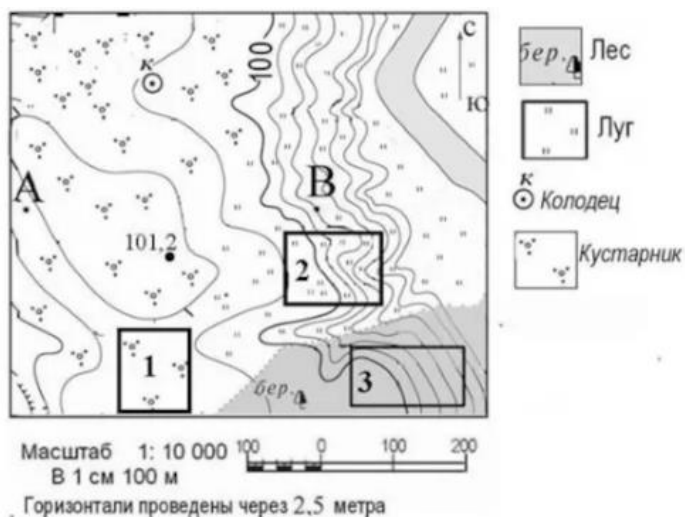 С
Ю
100
к
A
В
101,2
1
2
3
бер.
бер.
Лес
Луг
к
Колодец
Кустарник
Масштаб 1: 10 000
В 1 см 100 м
100 0 100 200
Горизонтали проведены через 2,5 метра